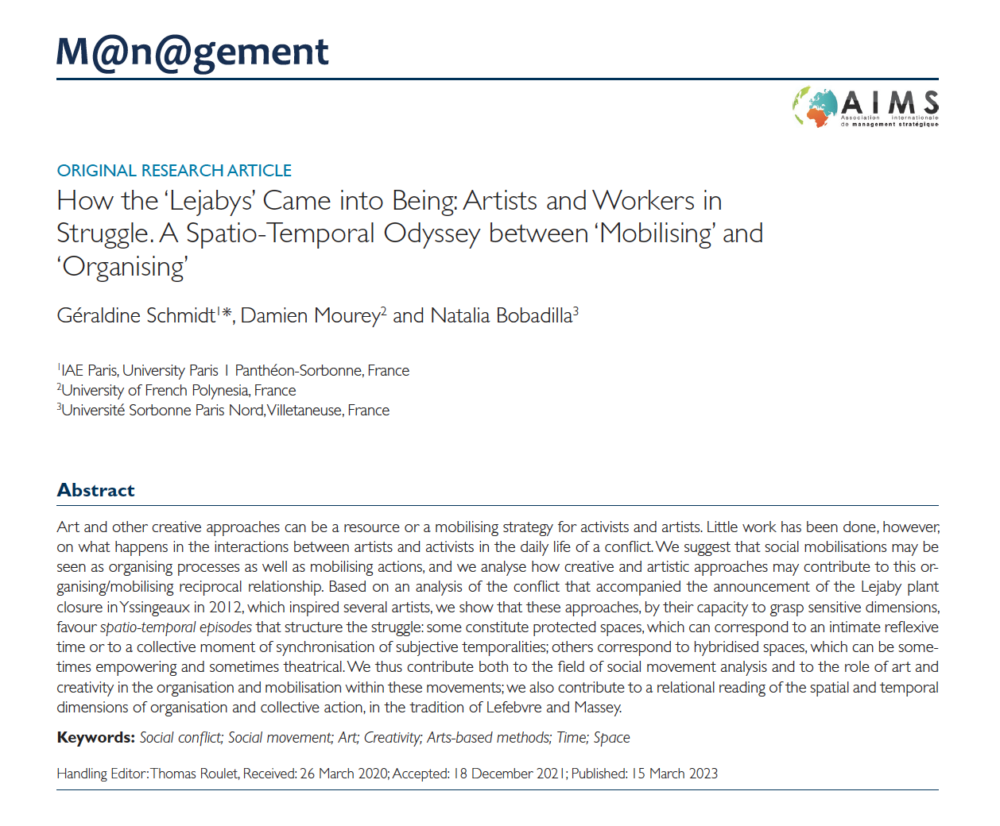 M@n@gement
AIMS
Association internationale
de management stratégique
ORIGINAL RESEARCH ARTICLE
How the ‘Lejabys’ Came into Being: Artists and Workers in
Struggle. A Spatio-Temporal Odyssey between ‘Mobilising’ and
‘Organising’
Géraldine Schmidt1*, Damien Mourey2 and Natalia Bobadilla3
1IAE Paris, University Paris 1 Panthéon-Sorbonne, France
2University of French Polynesia, France
3Université Sorbonne Paris Nord, Villetaneuse, France
Abstract
Art and other creative approaches can be a resource or a mobilising strategy for activists and artists. Little work has been done, however,
on what happens in the interactions between artists and activists in the daily life of a conflict. We suggest that social mobilisations may be
seen as organising processes as well as mobilising actions, and we analyse how creative and artistic approaches may contribute to this or-
ganising/mobilising reciprocal relationship. Based on an analysis of the conflict that accompanied the announcement of the Lejaby plant
closure in Yssingeaux in 2012, which inspired several artists, we show that these approaches, by their capacity to grasp sensitive dimensions,
favour spatio-temporal episodes that structure the struggle: some constitute protected spaces, which can correspond to an intimate reflexive
time or to a collective moment of synchronisation of subjective temporalities; others correspond to hybridised spaces, which can be some-
times empowering and sometimes theatrical. We thus contribute both to the field of social movement analysis and to the role of art and
creativity in the organisation and mobilisation within these movements; we also contribute to a relational reading of the spatial and temporal
dimensions of organisation and collective action, in the tradition of Lefebvre and Massey.
Keywords: Social conflict; Social movement; Art; Creativity; Arts-based methods; Time; Space
Handling Editor: Thomas Roulet, Received: 26 March 2020; Accepted: 18 December 2021; Published: 15 March 2023